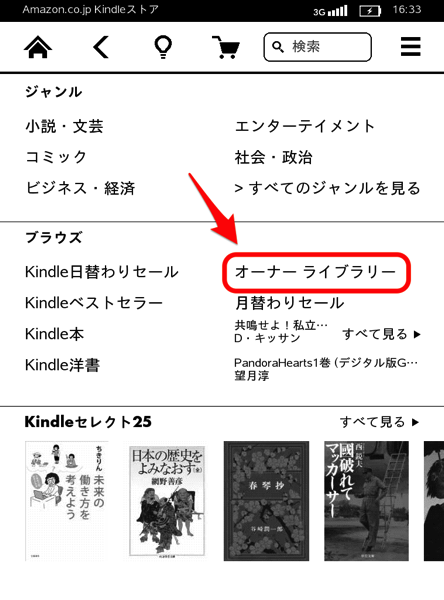 Amazon.co.jp Kindleストア 3G 16:33
検索
ジャンル
小説・文芸 エンターテイメント
コミック 社会・政治
ビジネス・経済 > すべてのジャンルを見る
ブラウズ
Kindle日替わりセール オーナー ライブラリー
Kindleベストセラー 月替わりセール
Kindle本 共鳴せよ！私立… すべて見る ▶
D・キッサン
Kindle洋書 PandoraHearts1巻 (デジタル版G…
望月淳
Kindleセレクト25 すべて見る ▶
ちきりん
未来の
働き方を
考えよう
日本の歴史を
よみなおす(全)
網野善彦
春琴抄
谷崎潤一郎
國破れて
マッカーサー
西鋭夫